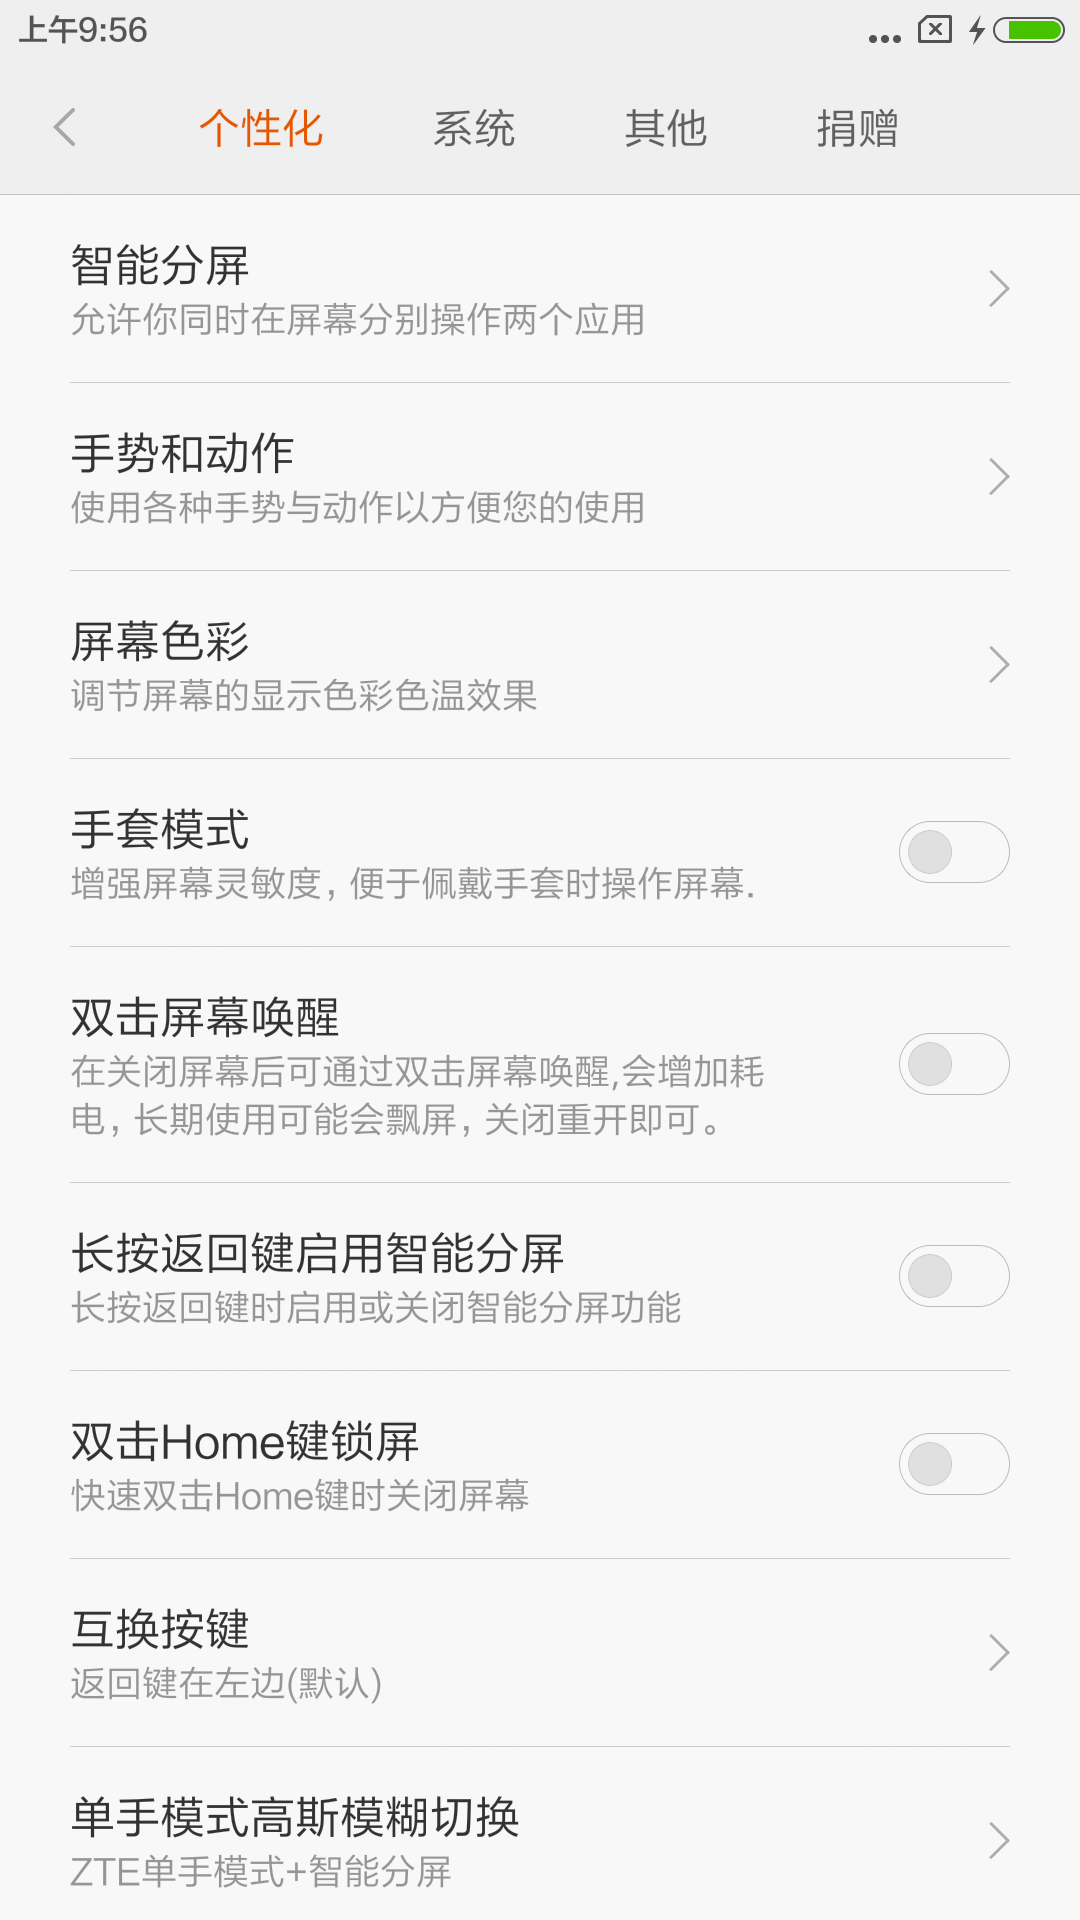 上午9:56
个性化 系统 其他 捐赠
智能分屏
允许你同时在屏幕分别操作两个应用
手势和动作
使用各种手势与动作以方便您的使用
屏幕色彩
调节屏幕的显示色彩色温效果
手套模式
增强屏幕灵敏度，便于佩戴手套时操作屏幕.
双击屏幕唤醒
在关闭屏幕后可通过双击屏幕唤醒,会增加耗
电，长期使用可能会飘屏，关闭重开即可。
长按返回键启用智能分屏
长按返回键时启用或关闭智能分屏功能
双击Home键锁屏
快速双击Home键时关闭屏幕
互换按键
返回键在左边(默认)
单手模式高斯模糊切换
ZTE单手模式+智能分屏